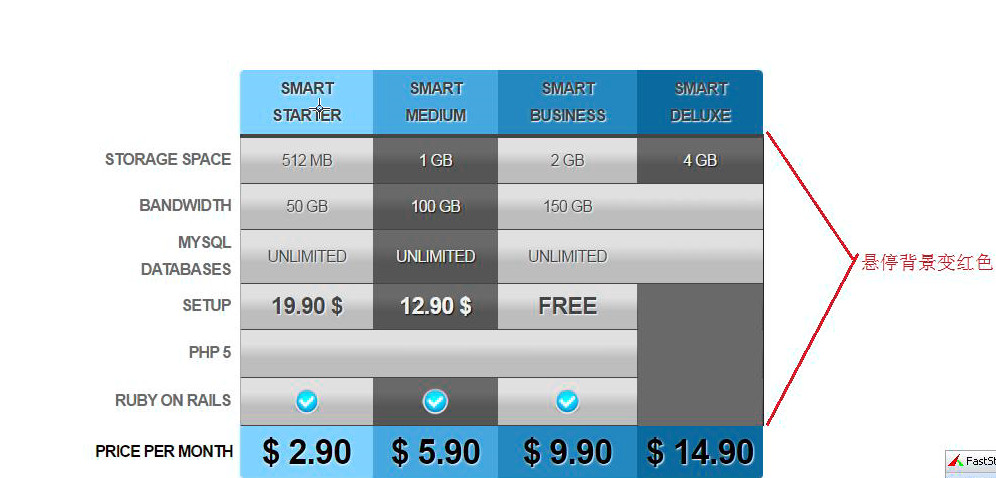 SMART SMART SMART SMART
STARTER MEDIUM BUSINESS DELUXE
STORAGE SPACE 512 MB 1 GB 2 GB 4 GB
BANDWIDTH 50 GB 100 GB 150 GB
MYSQL
DATABASES UNLIMITED UNLIMITED UNLIMITED
悬停背景变红色
SETUP 19.90 $ 12.90 $ FREE
PHP 5
RUBY ON RAILS
PRICE PER MONTH $ 2.90 $ 5.90 $ 9.90 $ 14.90